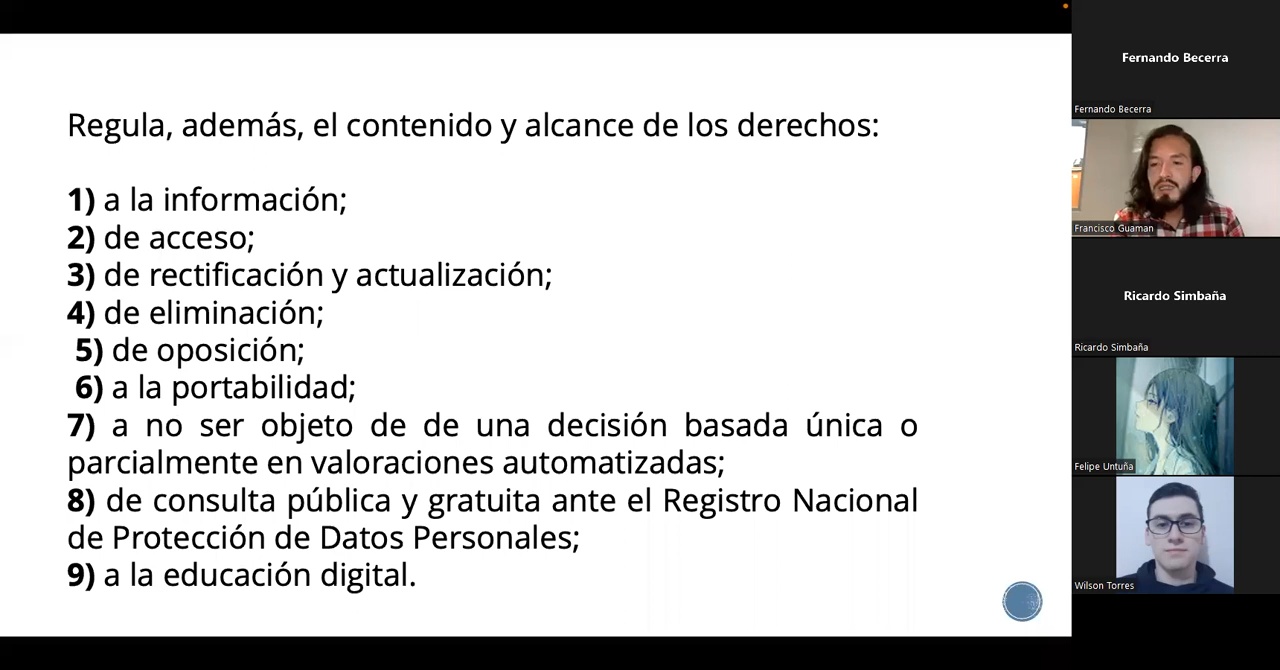 Regula, además, el contenido y alcance de los derechos:
1) a la información;
2) de acceso;
3) de rectificación y actualización;
4) de eliminación;
5) de oposición;
6) a la portabilidad;
7) a no ser objeto de de una decisión basada única o
parcialmente en valoraciones automatizadas;
8) de consulta pública y gratuita ante el Registro Nacional
de Protección de Datos Personales;
9) a la educación digital.
Fernando Becerra
Fernando Becerra
Francisco Guaman
Ricardo Simbaña
Ricardo Simbaña
Felipe Untuña
Wilson Torres